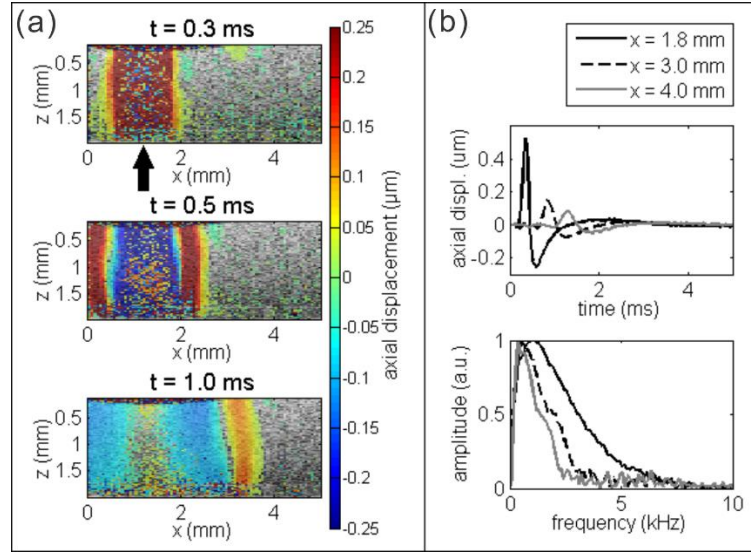 (a)
t = 0.3 ms
z (mm)
0.5
1
1.5
0 2 4
x (mm)
t = 0.5 ms
z (mm)
0.5
1
1.5
0 2 4
x (mm)
t = 1.0 ms
z (mm)
0.5
1
1.5
0 2 4
x (mm)
0.25
0.2
0.15
0.1
0.05
0
-0.05
-0.1
-0.15
-0.2
-0.25
axial displacement (µm)
(b)
x = 1.8 mm
x = 3.0 mm
x = 4.0 mm
axial displ. (um)
0.4
0.2
0
-0.2
0 2 4
time (ms)
amplitude (a.u.)
1
0.5
0
0 5 10
frequency (kHz)